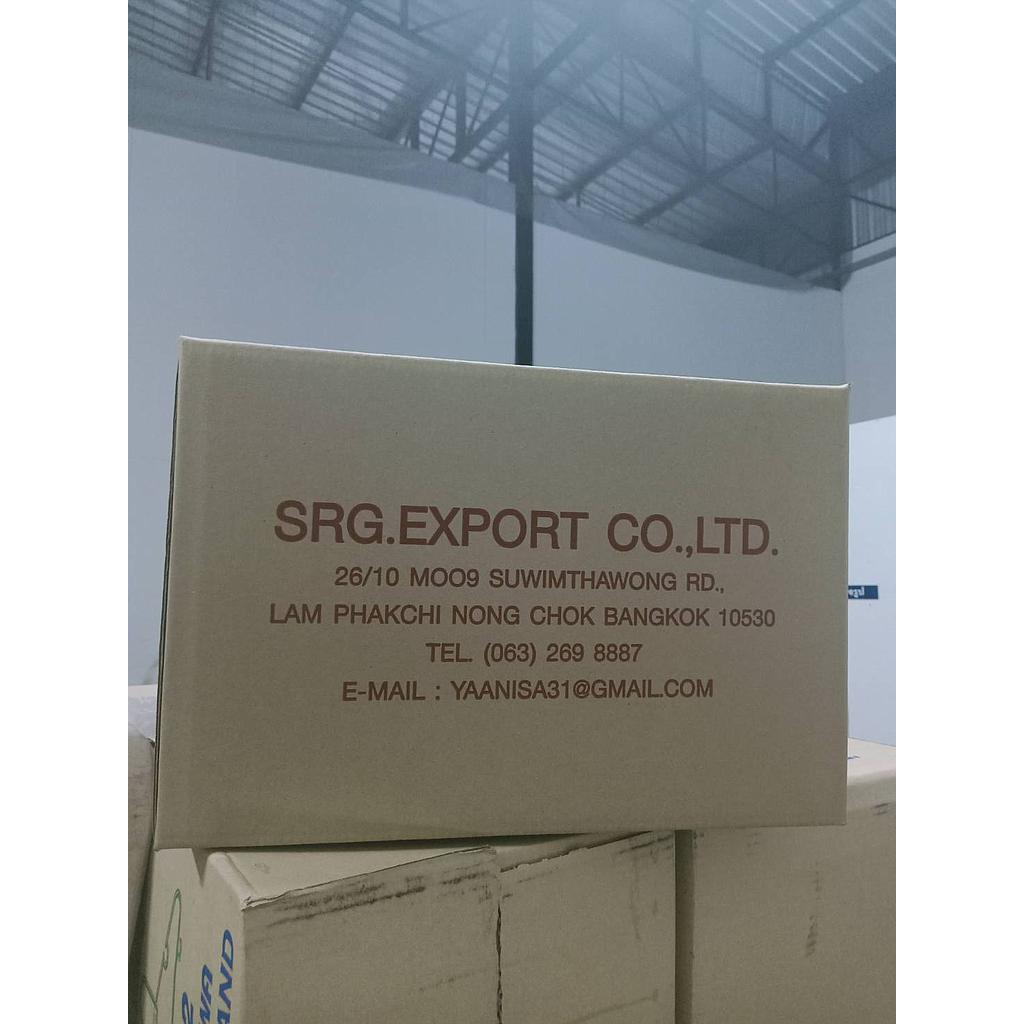 SRG.EXPORT CO.,LTD.
26/10 MOO9 SUWIMTHAWONG RD.,
LAM PHAKCHI NONG CHOK BANGKOK 10530
TEL. (063) 269 8887
E-MAIL : YAANISA31@GMAIL.COM